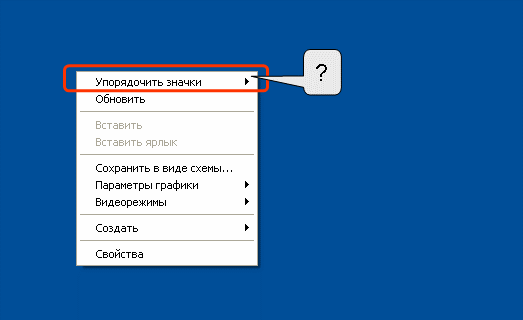 Упорядочить значки
?
Обновить
Вставить
Вставить ярлык
Сохранить в виде схемы...
Параметры графики
Видеорежимы
Создать
Свойства